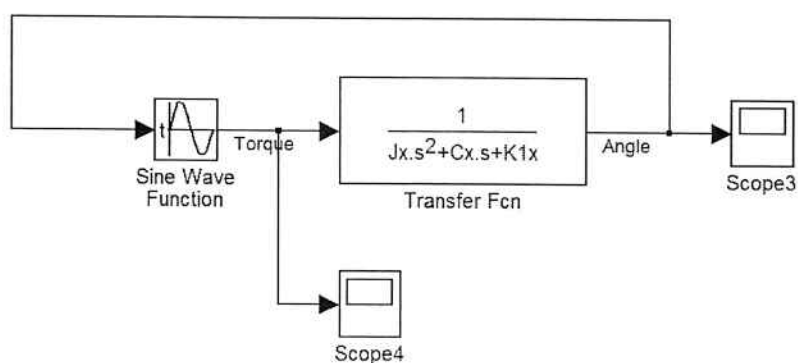 t
Torque
Sine Wave
Function
1
Jx.s²+Cx.s+K1x
Transfer Fcn
Angle
Scope3
Scope4